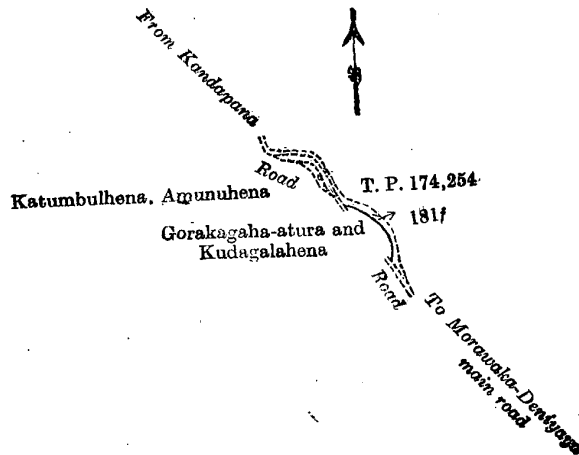 From Kandapana
Road
Katumbulhena, Amunuhena
T. P. 174,254
181f
Gorakagaha-atura and
Kudagalahena
Road
To Morawaka-Deniyaya
main road